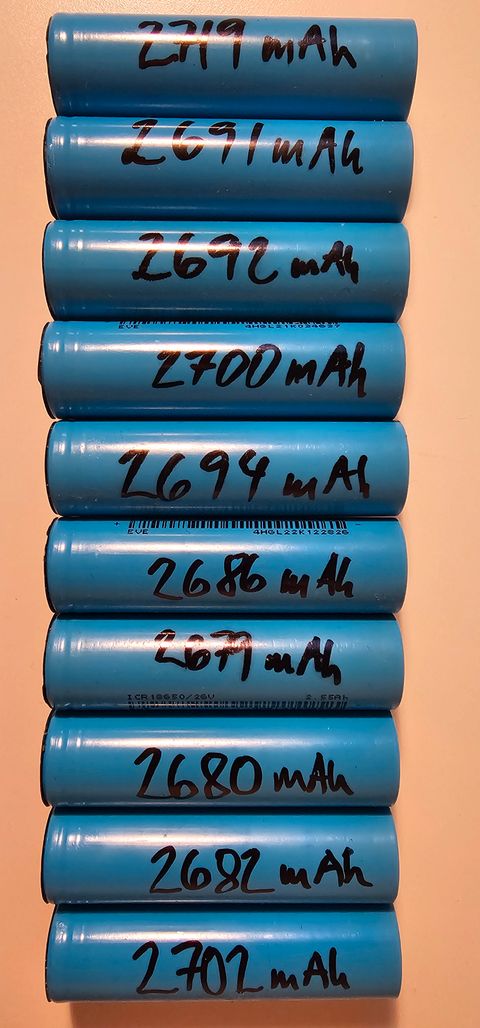 2719 mAh
2691 mAh
2692 mAh
EVE
2700 mAh
2694 mAh
+ -
EVE 4HGL22K122826
2686 mAh
2679 mAh
ICR18650/26V 2.55Ah
2680 mAh
2682 mAh
2702 mAh